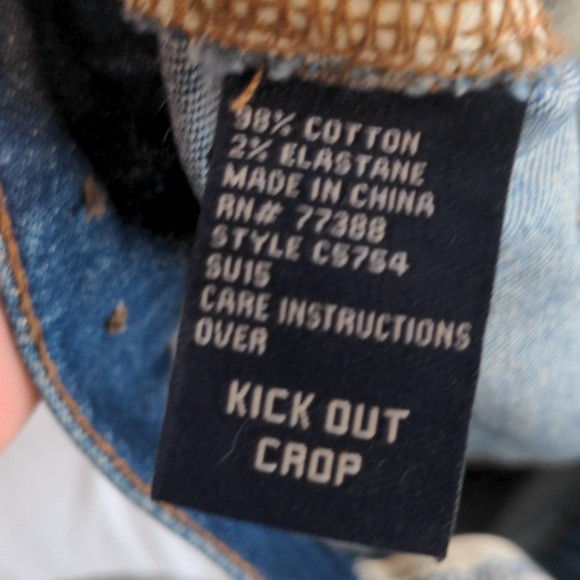 98% COTTON
2% ELASTANE
MADE IN CHINA
RN# 77388
STYLE C5754
SU15
CARE INSTRUCTIONS
OVER
KICK OUT
CROP